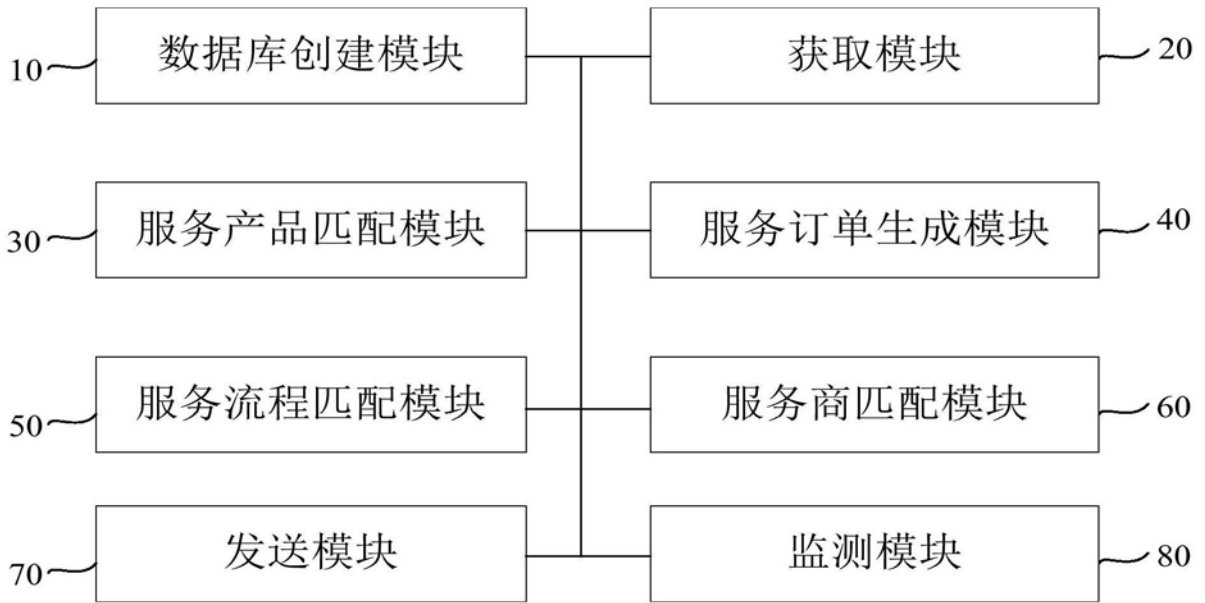 10 数据库创建模块 获取模块 20
30 服务产品匹配模块 服务订单生成模块 40
50 服务流程匹配模块 服务商匹配模块 60
70 发送模块 监测模块 80